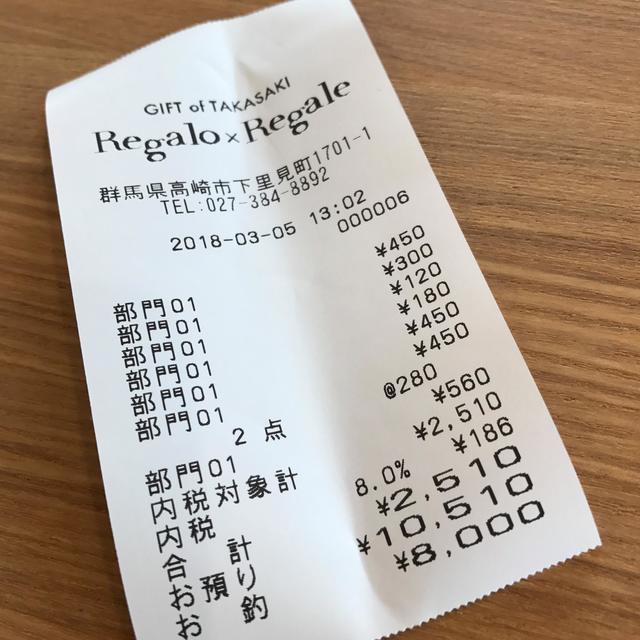 GIFT of TAKASAKI
Regalo × Regale
群馬県高崎市下里見町1701-1
TEL:027-384-8892
2018-03-05 13:02
000006
部門01 ¥450
部門01 ¥300
部門01 ¥120
部門01 ¥180
部門01 ¥450
部門01 ¥450
2点 @280
部門01 ¥560
内税対象計 ¥2,510
内税 8.0% ¥186
合計 ¥2,510
お預り ¥10,510
お釣 ¥8,000